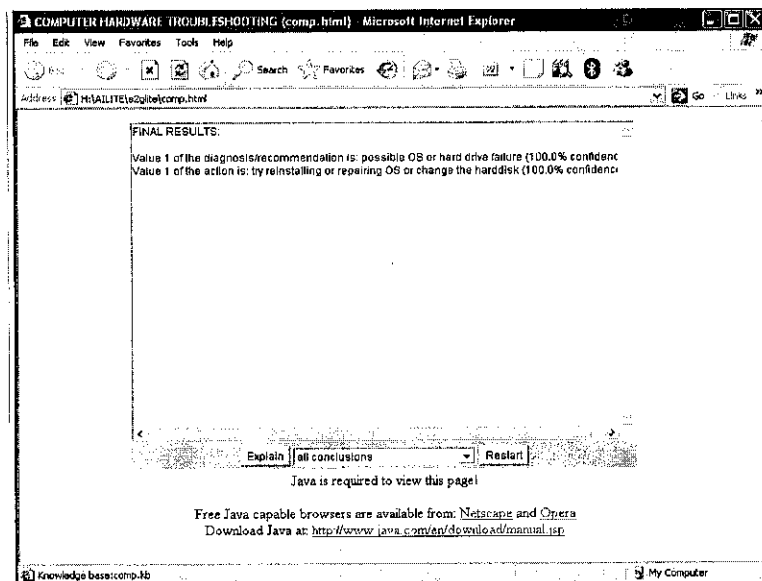 COMPUTER HARDWARE TROUBLESHOOTING (comp.html) - Microsoft Internet Explorer
File Edit View Favorites Tools Help
Search Favorites
Address H:\AILITE\e2glite\comp.html Go Links »
FINAL RESULTS:
Value 1 of the diagnosis/recommendation is: possible OS or hard drive failure (100.0% confidenc
Value 1 of the action is: try reinstalling or repairing OS or change the harddisk (100.0% confidenc
Explain all conclusions Restart
Java is required to view this page!
Free Java capable browsers are available from: Netscape and Opera
Download Java at: http://www.java.com/en/download/manual.jsp
Knowledge base:comp.kb My Computer